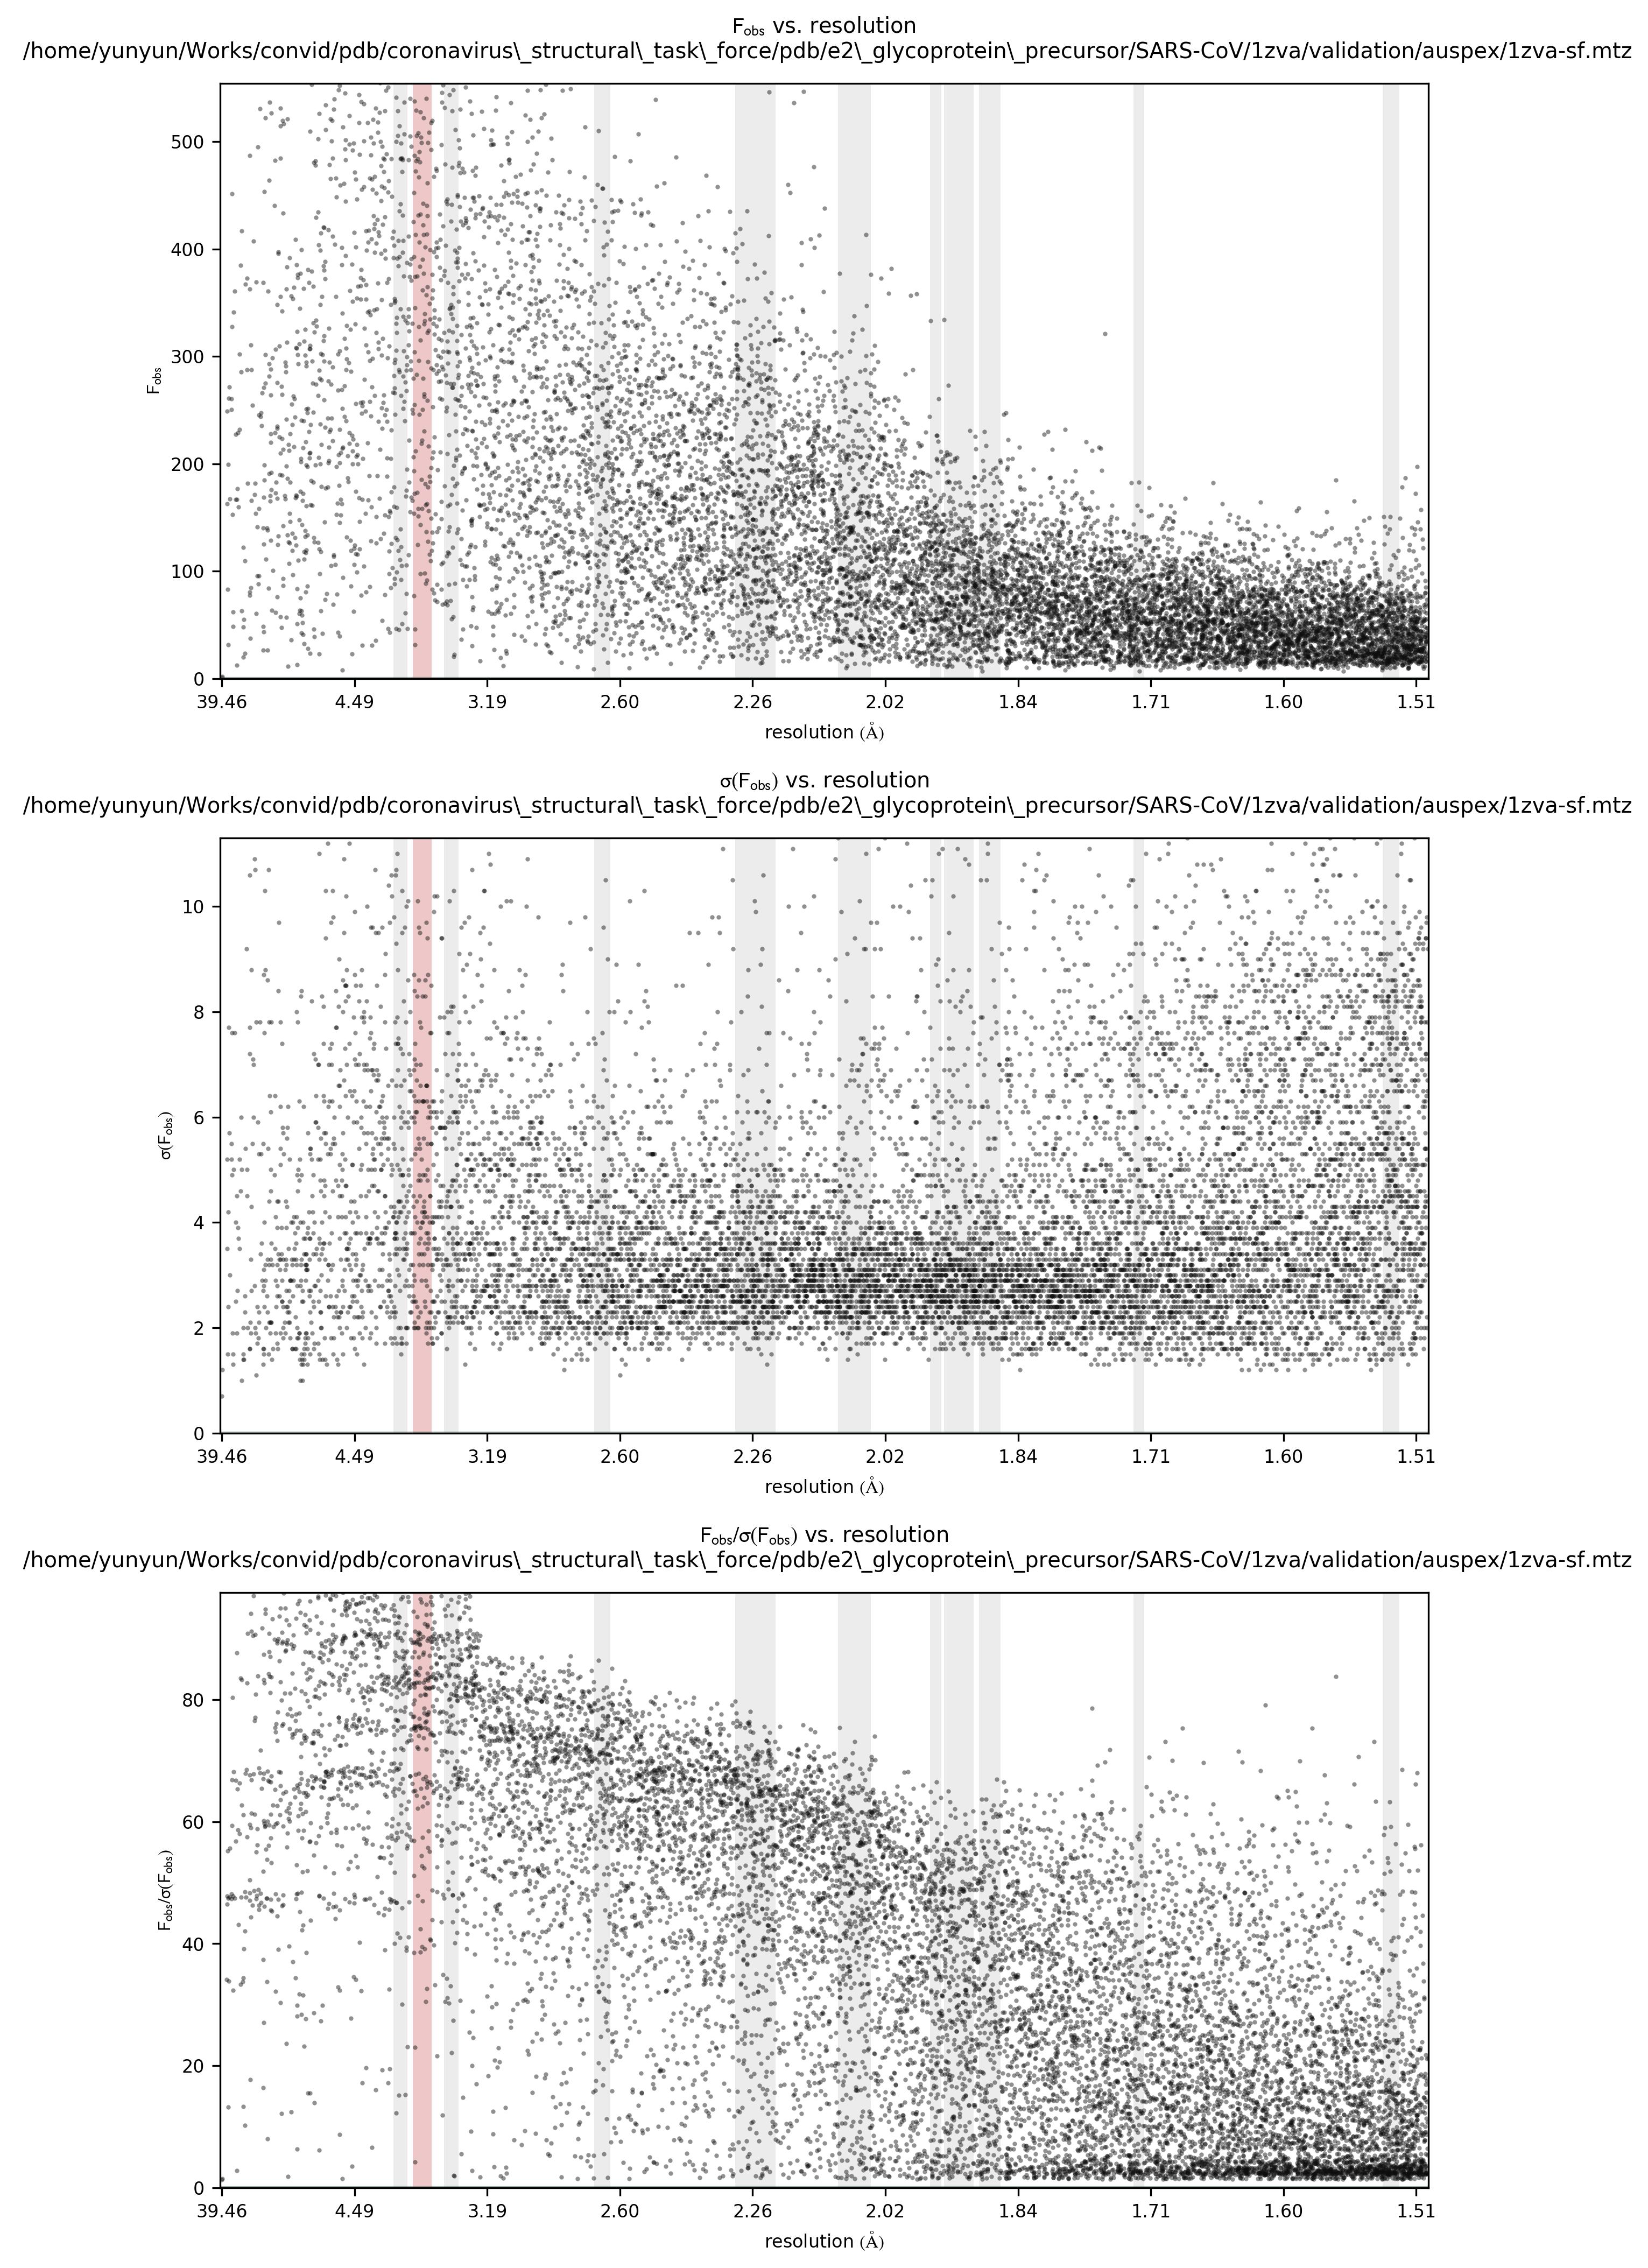 Fobs vs. resolution
/home/yunyun/Works/convid/pdb/coronavirus\_structural\_task\_force/pdb/e2\_glycoprotein\_precursor/SARS-CoV/1zva/validation/auspex/1zva-sf.mtz
500
400
300
200
100
0
Fobs
39.46 4.49 3.19 2.60 2.26 2.02 1.84 1.71 1.60 1.51
resolution (Å)
σ(Fobs) vs. resolution
/home/yunyun/Works/convid/pdb/coronavirus\_structural\_task\_force/pdb/e2\_glycoprotein\_precursor/SARS-CoV/1zva/validation/auspex/1zva-sf.mtz
10
8
6
4
2
0
σ(Fobs)
39.46 4.49 3.19 2.60 2.26 2.02 1.84 1.71 1.60 1.51
resolution (Å)
Fobs/σ(Fobs) vs. resolution
/home/yunyun/Works/convid/pdb/coronavirus\_structural\_task\_force/pdb/e2\_glycoprotein\_precursor/SARS-CoV/1zva/validation/auspex/1zva-sf.mtz
80
60
40
20
0
Fobs/σ(Fobs)
39.46 4.49 3.19 2.60 2.26 2.02 1.84 1.71 1.60 1.51
resolution (Å)